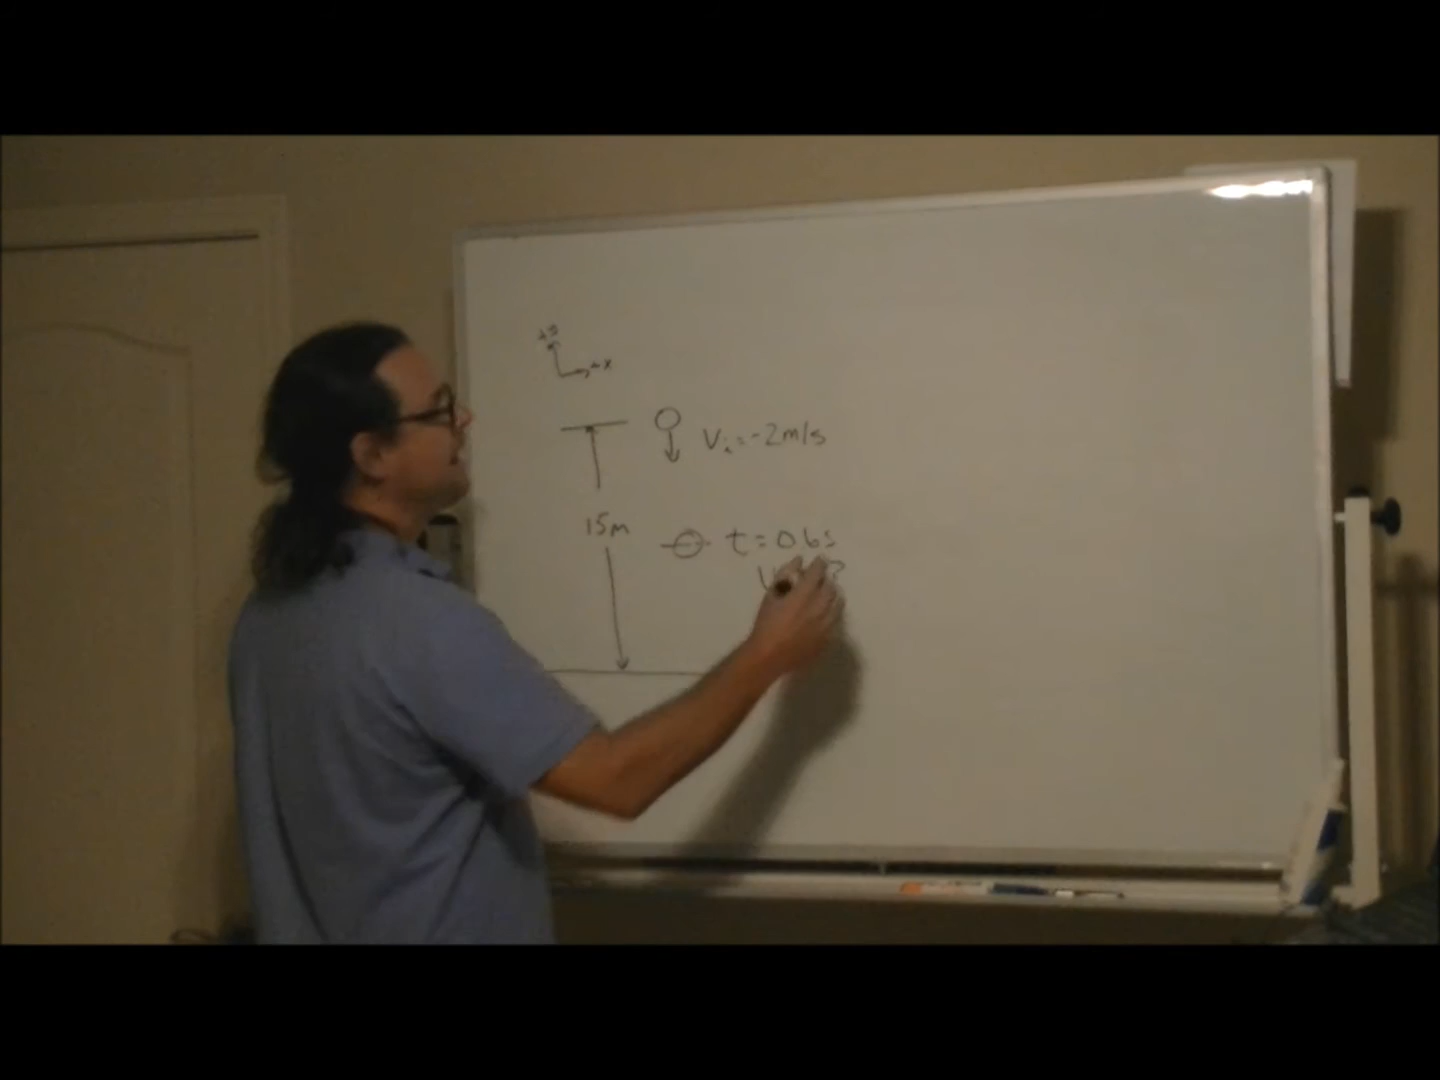 +y
+x
Vi = -2m/s
15m
t = 0.6s